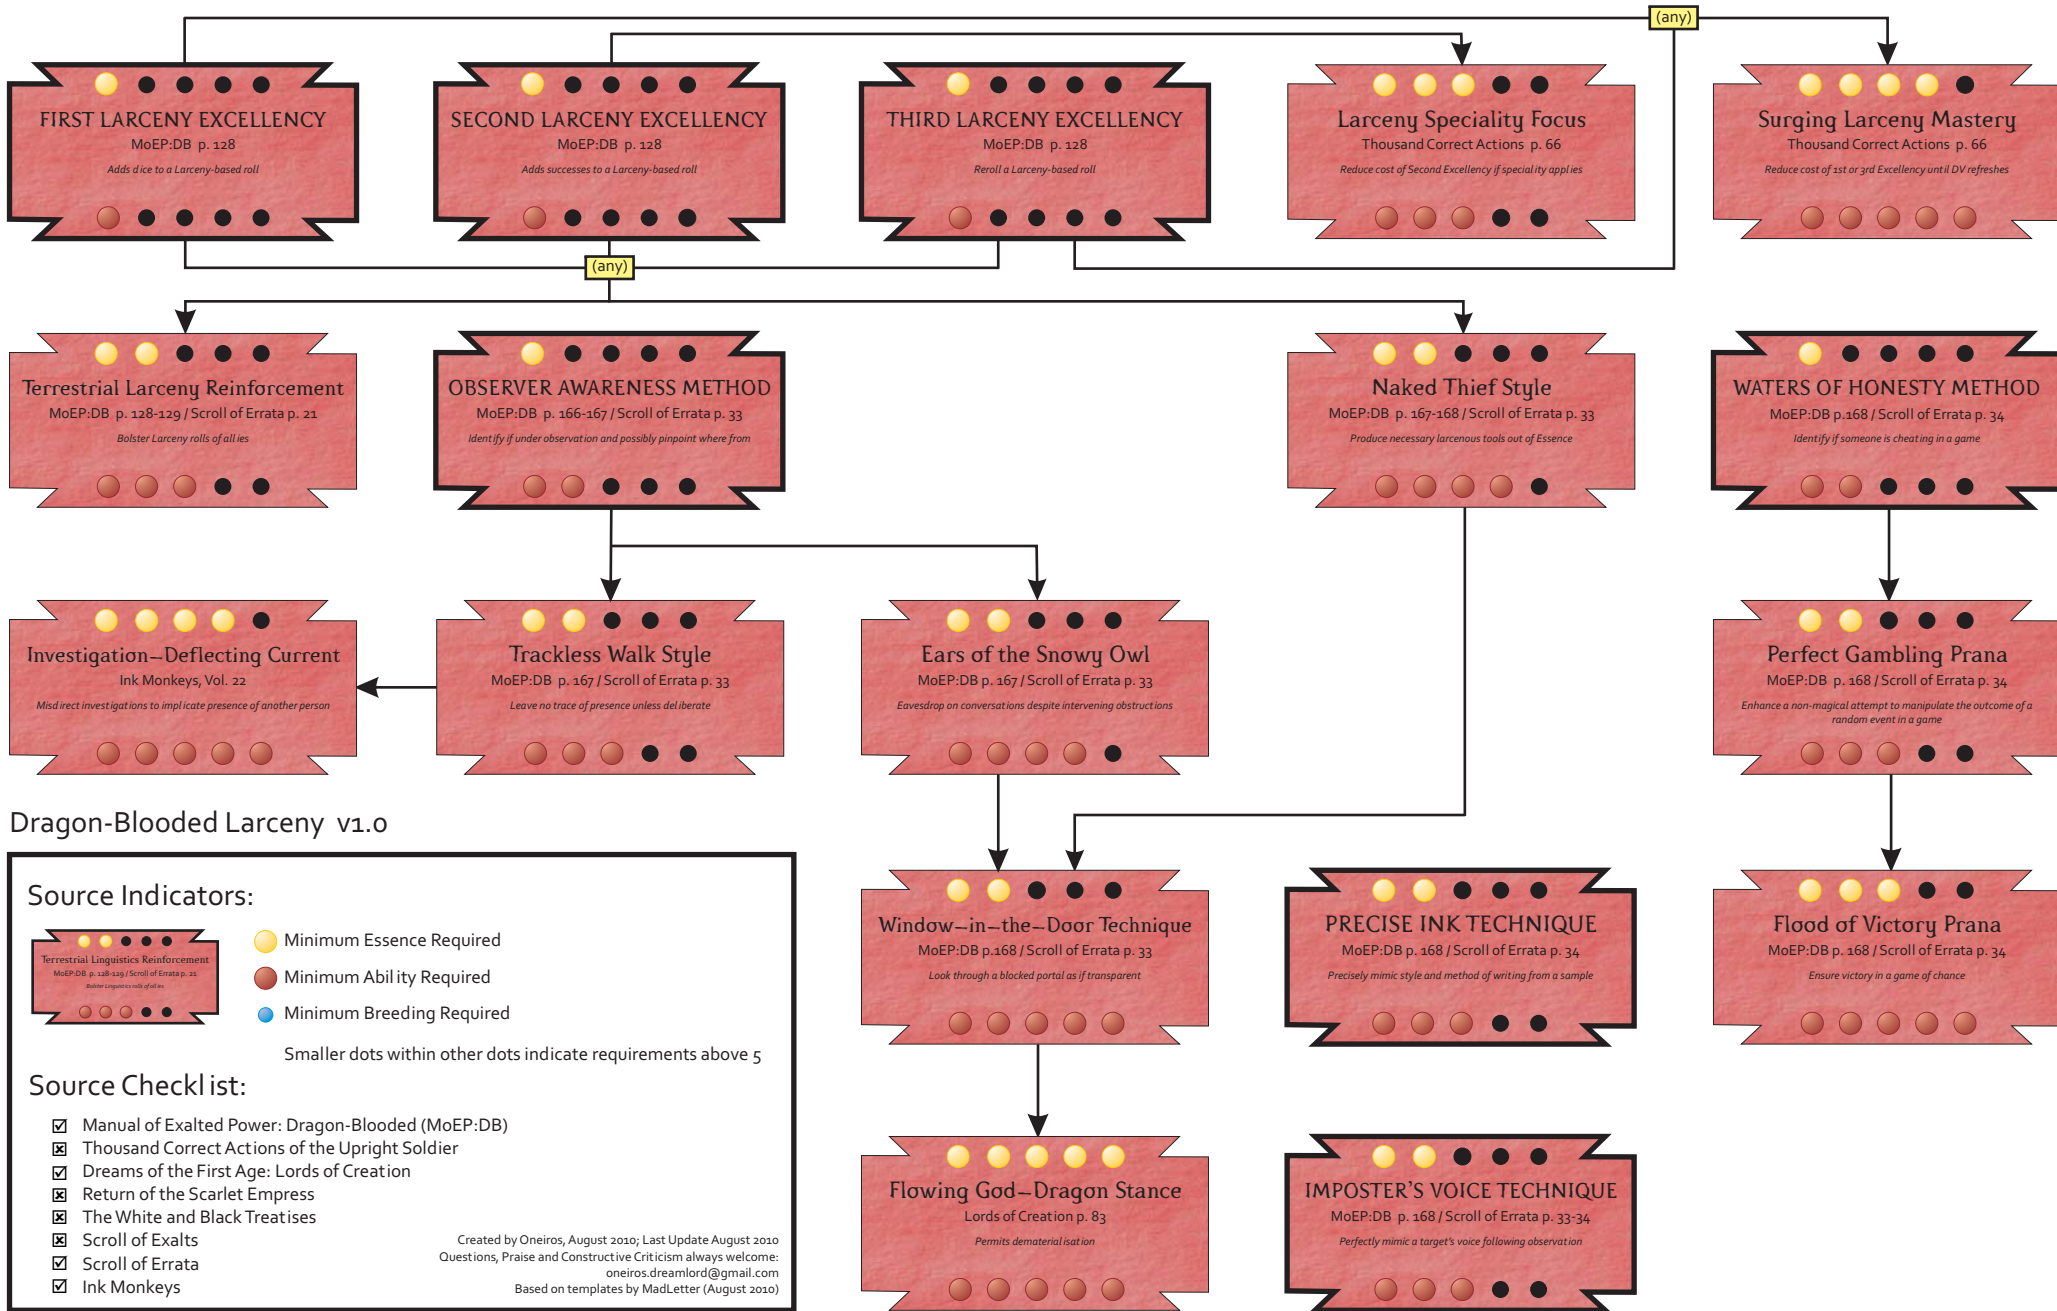 (any)
FIRST LARCENY EXCELLENCY
MoEP:DB p. 128
Adds dice to a Larceny-based roll
SECOND LARCENY EXCELLENCY
MoEP:DB p. 128
Adds successes to a Larceny-based roll
THIRD LARCENY EXCELLENCY
MoEP:DB p. 128
Reroll a Larceny-based roll
Larceny Speciality Focus
Thousand Correct Actions p. 66
Reduce cost of Second Excellency if speciality applies
Surging Larceny Mastery
Thousand Correct Actions p. 66
Reduce cost of 1st or 3rd Excellency until DV refreshes
(any)
Terrestrial Larceny Reinforcement
MoEP:DB p. 128-129 / Scroll of Errata p. 21
Bolster Larceny rolls of allies
OBSERVER AWARENESS METHOD
MoEP:DB p. 166-167 / Scroll of Errata p. 33
Identify if under observation and possibly pinpoint where from
Naked Thief Style
MoEP:DB p. 167-168 / Scroll of Errata p. 33
Produce necessary larcenous tools out of Essence
WATERS OF HONESTY METHOD
MoEP:DB p.168 / Scroll of Errata p. 34
Identify if someone is cheating in a game
Investigation-Deflecting Current
Ink Monkeys, Vol. 22
Misdirect investigations to implicate presence of another person
Trackless Walk Style
MoEP:DB p. 167 / Scroll of Errata p. 33
Leave no trace of presence unless deliberate
Ears of the Snowy Owl
MoEP:DB p. 167 / Scroll of Errata p. 33
Eavesdrop on conversations despite intervening obstructions
Perfect Gambling Prana
MoEP:DB p. 168 / Scroll of Errata p. 34
Enhance a non-magical attempt to manipulate the outcome of a
random event in a game
Dragon-Blooded Larceny v1.0
Window-in-the-Door Technique
MoEP:DB p.168 / Scroll of Errata p. 33
Look through a blocked portal as if transparent
PRECISE INK TECHNIQUE
MoEP:DB p. 168 / Scroll of Errata p. 34
Precisely mimic style and method of writing from a sample
Flood of Victory Prana
MoEP:DB p. 168 / Scroll of Errata p. 34
Ensure victory in a game of chance
Flowing God-Dragon Stance
Lords of Creation p. 83
Permits dematerialisation
IMPOSTER'S VOICE TECHNIQUE
MoEP:DB p. 168 / Scroll of Errata p. 33-34
Perfectly mimic a target's voice following observation
Source Indicators:
Terrestrial Linguistics Reinforcement
MoEP:DB p. 128-129 / Scroll of Errata p. 21
Bolster Linguistics rolls of allies
Minimum Essence Required
Minimum Ability Required
Minimum Breeding Required
Smaller dots within other dots indicate requirements above 5
Source Checklist:
Manual of Exalted Power: Dragon-Blooded (MoEP:DB)
Thousand Correct Actions of the Upright Soldier
Dreams of the First Age: Lords of Creation
Return of the Scarlet Empress
The White and Black Treatises
Scroll of Exalts
Scroll of Errata
Ink Monkeys
Created by Oneiros, August 2010; Last Update August 2010
Questions, Praise and Constructive Criticism always welcome:
oneiros.dreamlord@gmail.com
Based on templates by MadLetter (August 2010)